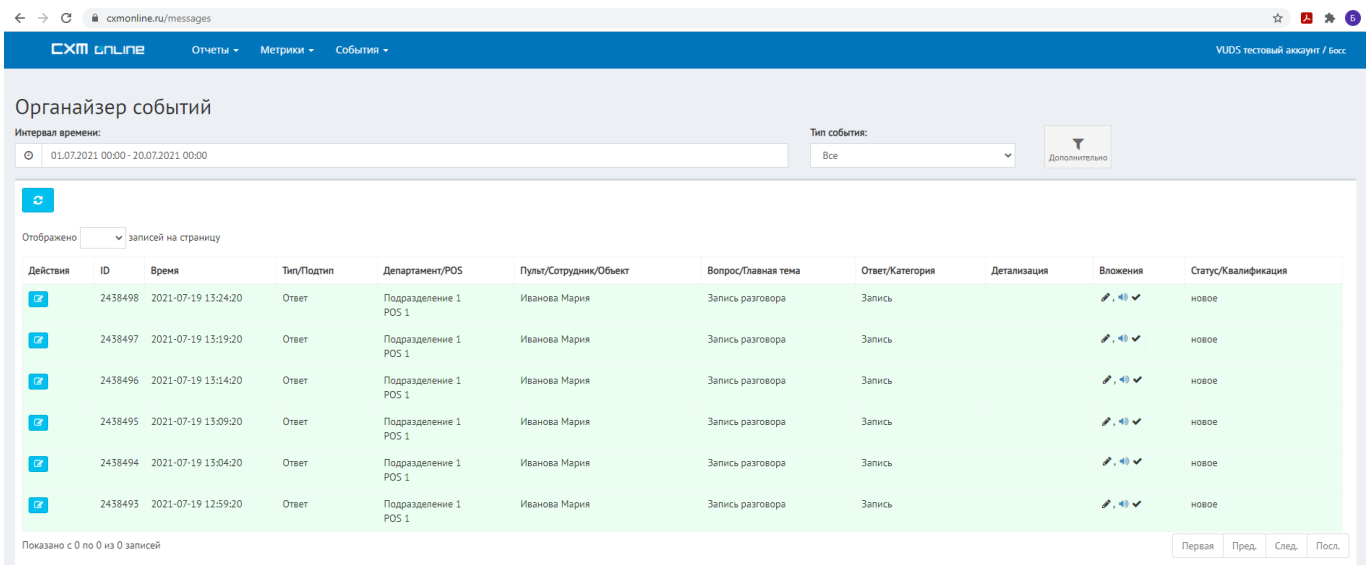 cxmonline.ru/messages
Б
CXM ONLINE Отчеты Метрики События VUDS тестовый аккаунт / Босс
Органайзер событий
Интервал времени: Тип события:
01.07.2021 00:00 - 20.07.2021 00:00 Все Дополнительно
Отображено записей на страницу
Действия ID Время Тип/Подтип Департамент/POS Пульт/Сотрудник/Объект Вопрос/Главная тема Ответ/Категория Детализация Вложения Статус/Квалификация
2438498 2021-07-19 13:24:20 Ответ Подразделение 1 Иванова Мария Запись разговора Запись , новое
POS 1
2438497 2021-07-19 13:19:20 Ответ Подразделение 1 Иванова Мария Запись разговора Запись , новое
POS 1
2438496 2021-07-19 13:14:20 Ответ Подразделение 1 Иванова Мария Запись разговора Запись , новое
POS 1
2438495 2021-07-19 13:09:20 Ответ Подразделение 1 Иванова Мария Запись разговора Запись , новое
POS 1
2438494 2021-07-19 13:04:20 Ответ Подразделение 1 Иванова Мария Запись разговора Запись , новое
POS 1
2438493 2021-07-19 12:59:20 Ответ Подразделение 1 Иванова Мария Запись разговора Запись , новое
POS 1
Показано с 0 по 0 из 0 записей Первая Пред. След. Посл.